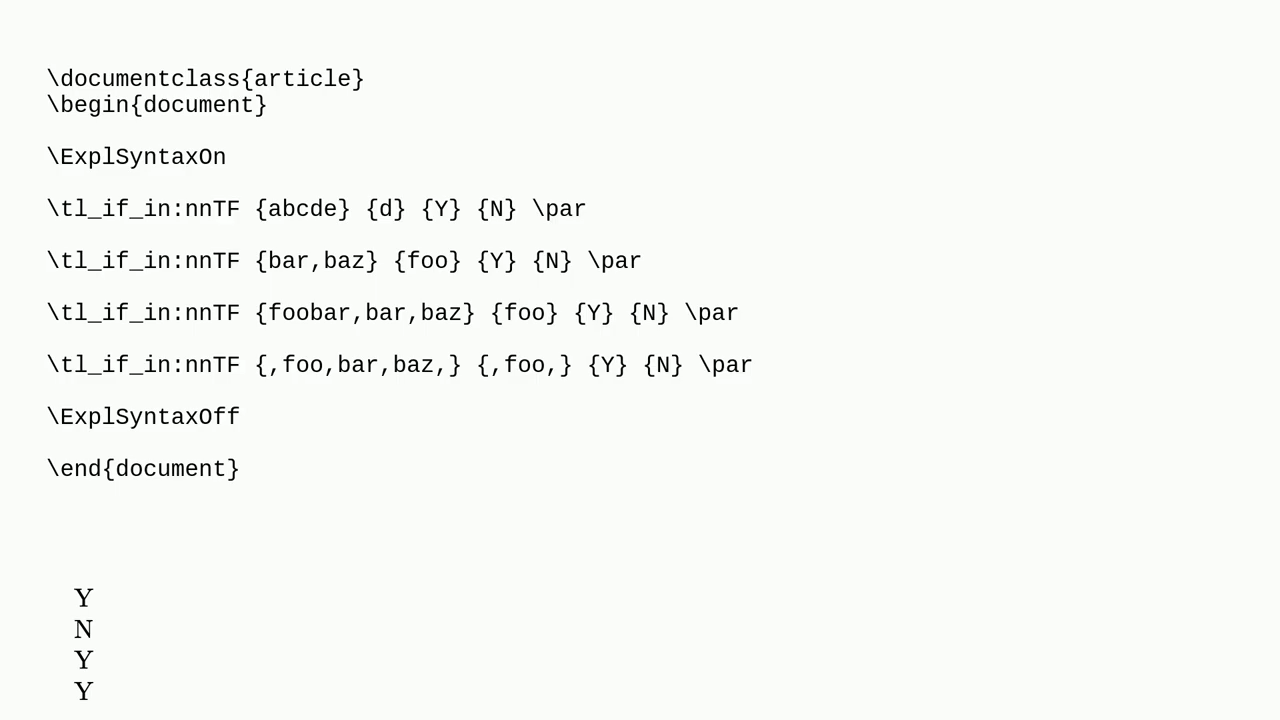 \documentclass{article}
\begin{document}
\ExplSyntaxOn
\tl_if_in:nnTF {abcde} {d} {Y} {N} \par
\tl_if_in:nnTF {bar,baz} {foo} {Y} {N} \par
\tl_if_in:nnTF {foobar,bar,baz} {foo} {Y} {N} \par
\tl_if_in:nnTF {,foo,bar,baz,} {,foo,} {Y} {N} \par
\ExplSyntaxOff
\end{document}
Y
N
Y
Y